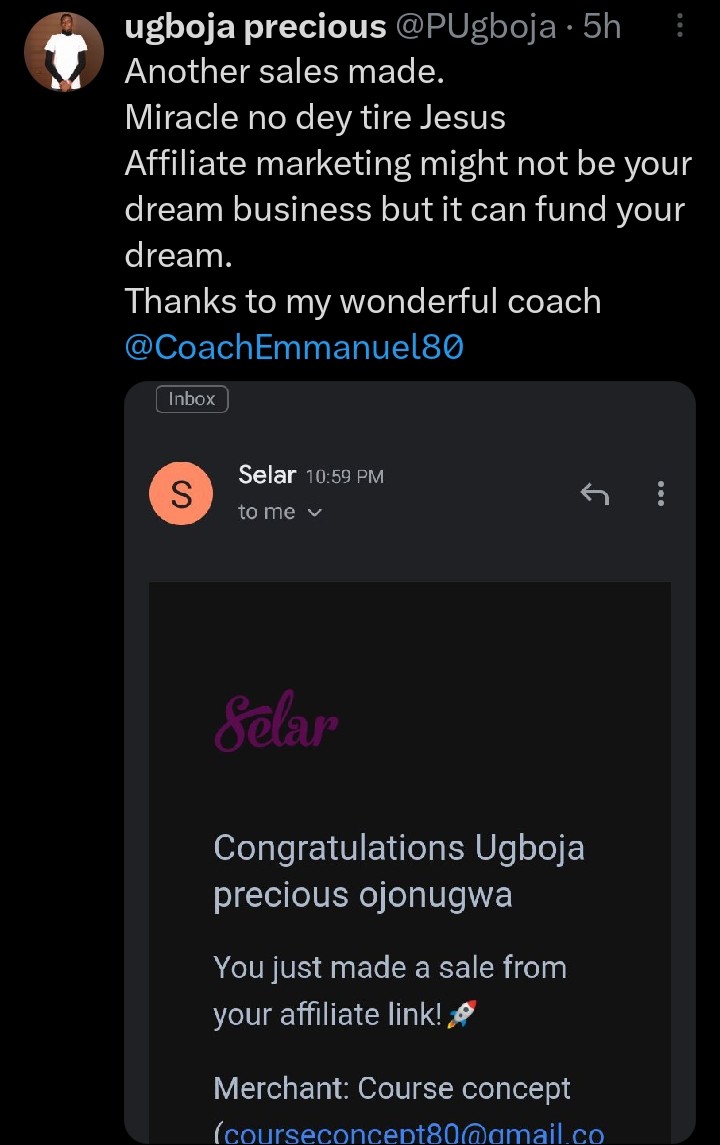 ugboja precious @PUgboja · 5h
Another sales made.
Miracle no dey tire Jesus
Affiliate marketing might not be your
dream business but it can fund your
dream.
Thanks to my wonderful coach
@CoachEmmanuel80
Inbox
S
Selar 10:59 PM
to me
Selar
Congratulations Ugboja
precious ojonugwa
You just made a sale from
your affiliate link!🚀
Merchant: Course concept
(courseconcept80@gmail.co